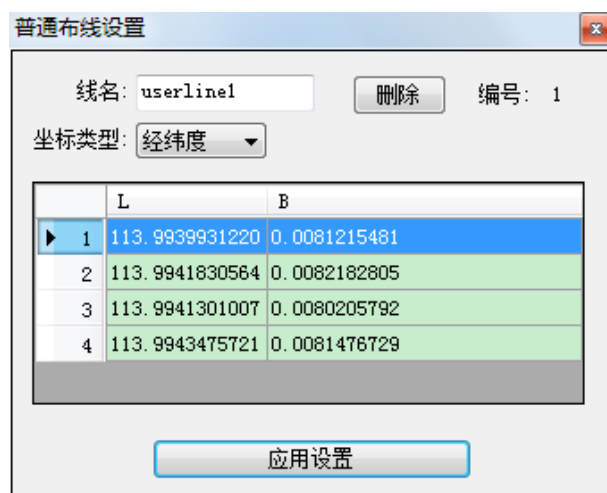 普通布线设置
线名: userline1 删除 编号: 1
坐标类型: 经纬度
L B
1 113.9939931220 0.0081215481
2 113.9941830564 0.0082182805
3 113.9941301007 0.0080205792
4 113.9943475721 0.0081476729
应用设置